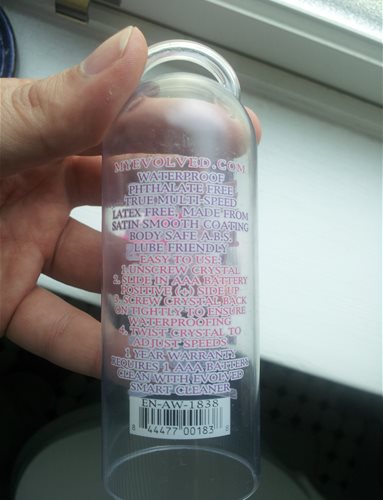 MYEVOLVED.COM
WATERPROOF
PHTHALATE FREE
TRUE MULTI SPEED
LATEX FREE, MADE FROM
SATIN SMOOTH COATING
BODY SAFE A.B.S.
LUBE FRIENDLY
EASY TO USE:
1. UNSCREW CRYSTAL
2. SLIDE IN AAA BATTERY
POSITIVE (+) SIDE UP
3. SCREW CRYSTAL BACK
ON TIGHTLY TO ENSURE
WATERPROOFING
4. TWIST CRYSTAL TO
ADJUST SPEEDS
1 YEAR WARRANTY
REQUIRES 1 AAA BATTERY
CLEAN WITH EVOLVED
SMART CLEANER
EN-AW-1838
8 44477 00183 8